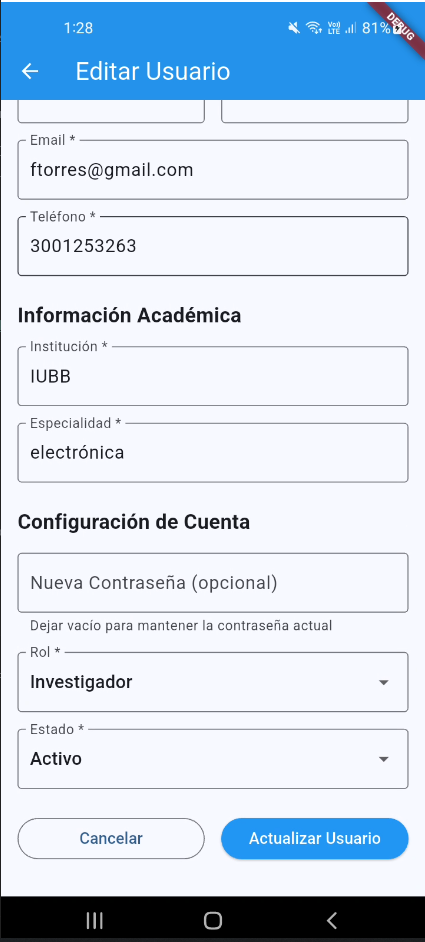 1:28
Vo)) LTE 81%
DEBUG
Editar Usuario
Email *
ftorres@gmail.com
Teléfono *
3001253263
Información Académica
Institución *
IUBB
Especialidad *
electrónica
Configuración de Cuenta
Nueva Contraseña (opcional)
Dejar vacío para mantener la contraseña actual
Rol *
Investigador
Estado *
Activo
Cancelar
Actualizar Usuario